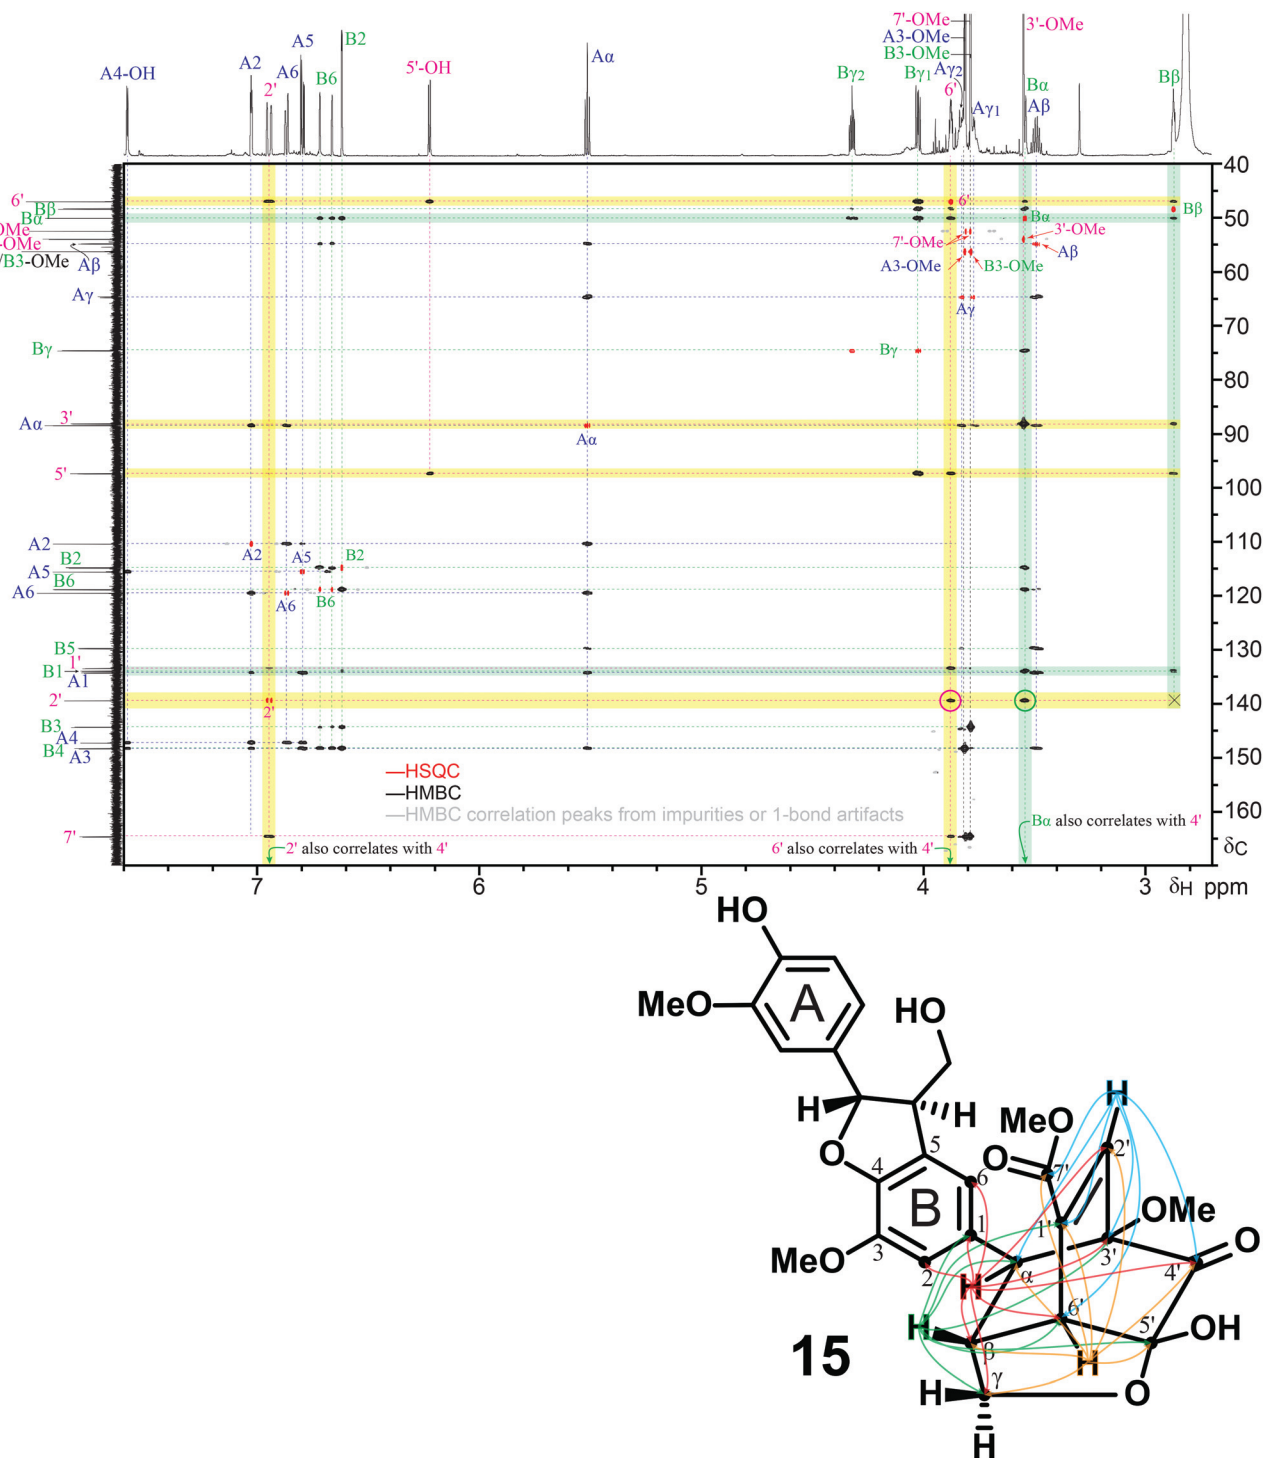 7'-OMe
3'-OMe
A3-OMe
B3-OMe
A5
B2
A4-OH
A2
A6
2'
B6
5'-OH
Aα
Bγ2
Bγ1
Aγ2
6'
Aγ1
Bα
Aβ
Bβ
40
50
60
70
80
90
100
110
120
130
140
150
160
δC
6'
Bβ
Bα
OMe
-OMe
/B3-OMe
Aβ
Aγ
Bγ
3'
Aα
5'
A2
B2
A5
B6
A6
B5
1'
B1
A1
2'
B3
A4
B4
A3
7'
6'
Bβ
Bα
3'-OMe
7'-OMe
A3-OMe
B3-OMe
Aβ
Aγ
Bγ
Aα
A2
A5
B2
A6
B6
2'
—HSQC
—HMBC
—HMBC correlation peaks from impurities or 1-bond artifacts
Bα also correlates with 4'
2' also correlates with 4'
6' also correlates with 4'
7
6
5
4
3
δH ppm
HO
MeO
A
HO
H
H
H
MeO
O
O
7'
2'
4
5
6
B
1
1'
OMe
3'
O
MeO
3
2
H
α
4'
6'
5'
OH
H
β
H
15
γ
H
O
H